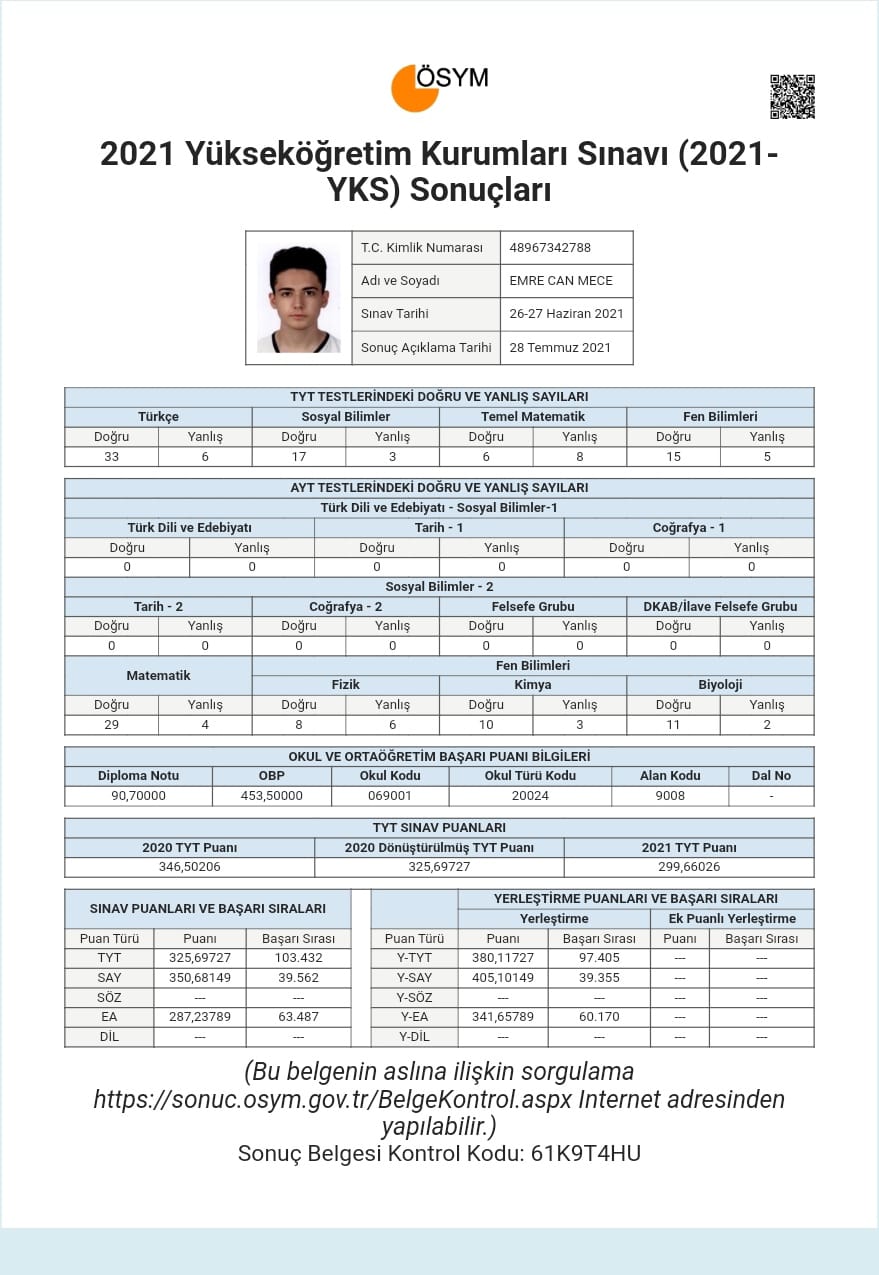 ÖSYM
2021 Yükseköğretim Kurumları Sınavı (2021-
YKS) Sonuçları
T.C. Kimlik Numarası 48967342788
Adı ve Soyadı EMRE CAN MECE
Sınav Tarihi 26-27 Haziran 2021
Sonuç Açıklama Tarihi 28 Temmuz 2021
TYT TESTLERİNDEKİ DOĞRU VE YANLIŞ SAYILARI
Türkçe Sosyal Bilimler Temel Matematik Fen Bilimleri
Doğru Yanlış Doğru Yanlış Doğru Yanlış Doğru Yanlış
33 6 17 3 6 8 15 5
AYT TESTLERİNDEKİ DOĞRU VE YANLIŞ SAYILARI
Türk Dili ve Edebiyatı - Sosyal Bilimler-1
Türk Dili ve Edebiyatı Tarih - 1 Coğrafya - 1
Doğru Yanlış Doğru Yanlış Doğru Yanlış
0 0 0 0 0 0
Sosyal Bilimler - 2
Tarih - 2 Coğrafya - 2 Felsefe Grubu DKAB/İlave Felsefe Grubu
Doğru Yanlış Doğru Yanlış Doğru Yanlış Doğru Yanlış
0 0 0 0 0 0 0 0
Matematik Fen Bilimleri
Fizik Kimya Biyoloji
Doğru Yanlış Doğru Yanlış Doğru Yanlış Doğru Yanlış
29 4 8 6 10 3 11 2
OKUL VE ORTAÖĞRETİM BAŞARI PUANI BİLGİLERİ
Diploma Notu OBP Okul Kodu Okul Türü Kodu Alan Kodu Dal No
90,70000 453,50000 069001 20024 9008 -
TYT SINAV PUANLARI
2020 TYT Puanı 2020 Dönüştürülmüş TYT Puanı 2021 TYT Puanı
346,50206 325,69727 299,66026
SINAV PUANLARI VE BAŞARI SIRALARI
Puan Türü Puanı Başarı Sırası
TYT 325,69727 103.432
SAY 350,68149 39.562
SÖZ --- ---
EA 287,23789 63.487
DİL --- ---
YERLEŞTİRME PUANLARI VE BAŞARI SIRALARI
Yerleştirme Ek Puanlı Yerleştirme
Puan Türü Puanı Başarı Sırası Puanı Başarı Sırası
Y-TYT 380,11727 97.405 --- ---
Y-SAY 405,10149 39.355 --- ---
Y-SÖZ --- --- --- ---
Y-EA 341,65789 60.170 --- ---
Y-DİL --- --- --- ---
(Bu belgenin aslına ilişkin sorgulama
https://sonuc.osym.gov.tr/BelgeKontrol.aspx Internet adresinden
yapılabilir.)
Sonuç Belgesi Kontrol Kodu: 61K9T4HU